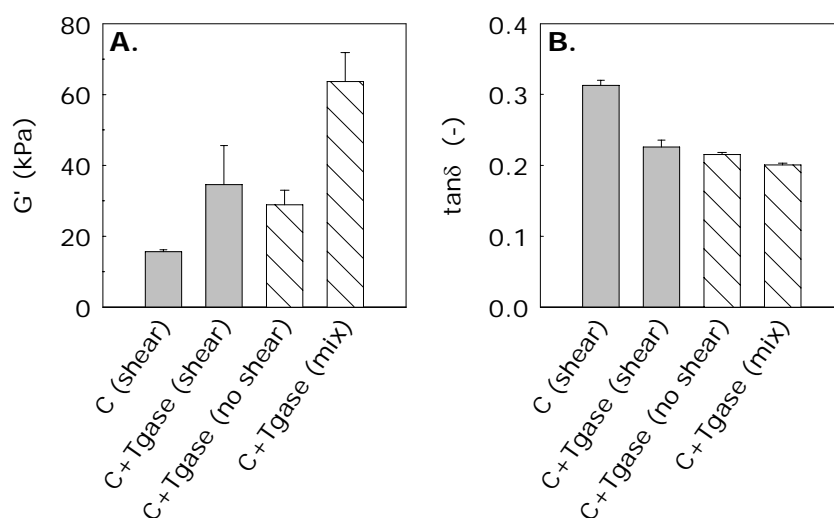 A.
G' (kPa)
80
60
40
20
0
C (shear)
C+Tgase (shear)
C+Tgase (no shear)
C+Tgase (mix)
B.
tanδ (-)
0.4
0.3
0.2
0.1
0.0
C (shear)
C+Tgase (shear)
C+Tgase (no shear)
C+Tgase (mix)